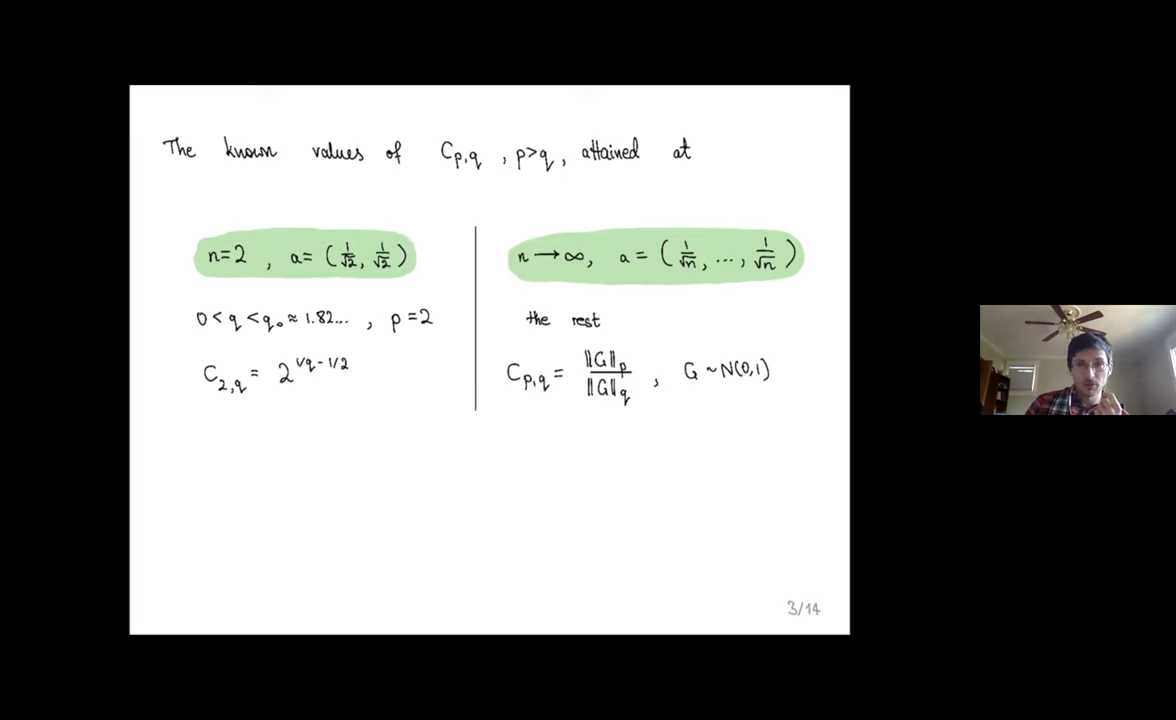 The known values of C_{p,q} , p>q, attained at
n=2 , a= (1/√2, 1/√2)
0 < q < q₀ ≈ 1.82... , p = 2
C_{2,q} = 2^{1/q - 1/2}
n → ∞, a = (1/√n, ..., 1/√n)
the rest
C_{p,q} = ‖G‖_p / ‖G‖_q , G ~ N(0,1)
3/14